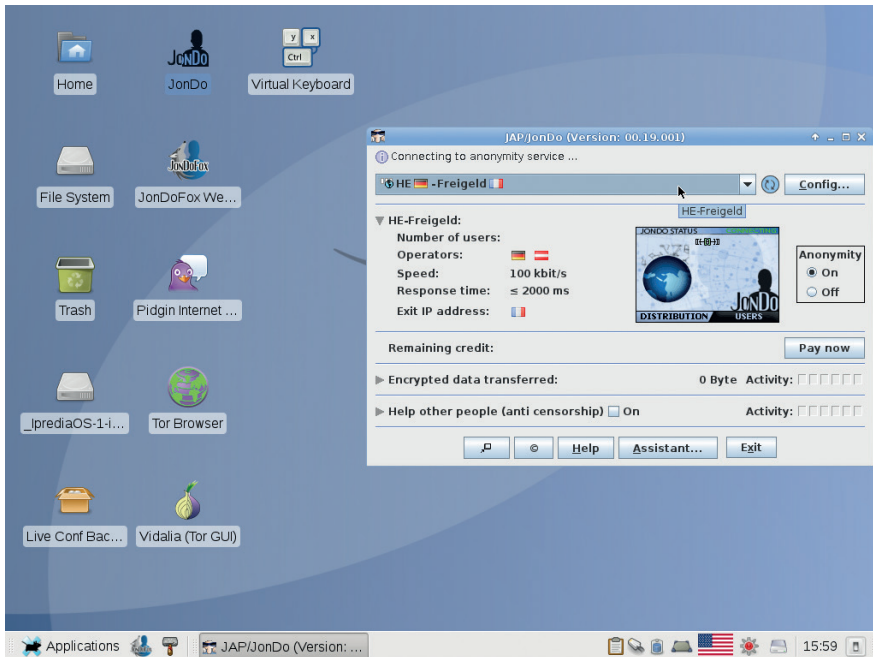 y x
Ctrl
JonDo
Home
JonDo
Virtual Keyboard
JonDoFox
File System
JonDoFox We...
Trash
Pidgin Internet ...
_IprediaOS-1-i...
Tor Browser
Live Conf Bac...
Vidalia (Tor GUI)
JAP/JonDo (Version: 00.19.001)
Connecting to anonymity service ...
HE - Freigeld
Config...
HE-Freigeld
HE-Freigeld:
Number of users:
Operators:
Speed: 100 kbit/s
Response time: ≤ 2000 ms
Exit IP address:
JONDO STATUS
JonDo
DISTRIBUTION USERS
Anonymity
On
Off
Remaining credit:
Pay now
Encrypted data transferred: 0 Byte Activity:
Help other people (anti censorship) On Activity:
© Help Assistant... Exit
Applications
JAP/JonDo (Version: ...
15:59